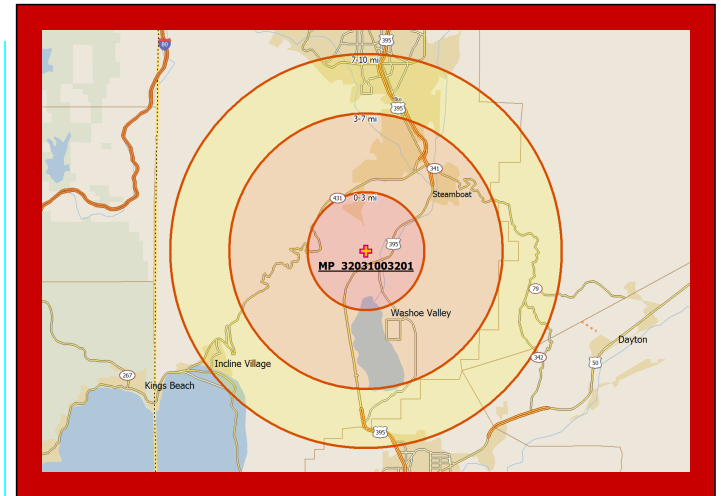 395
80
7-10 mi
395
3-7 mi
341
Steamboat
431
0-3 mi
395
MP_32031003201
79
Washoe Valley
Dayton
342
50
Incline Village
267
Kings Beach
395